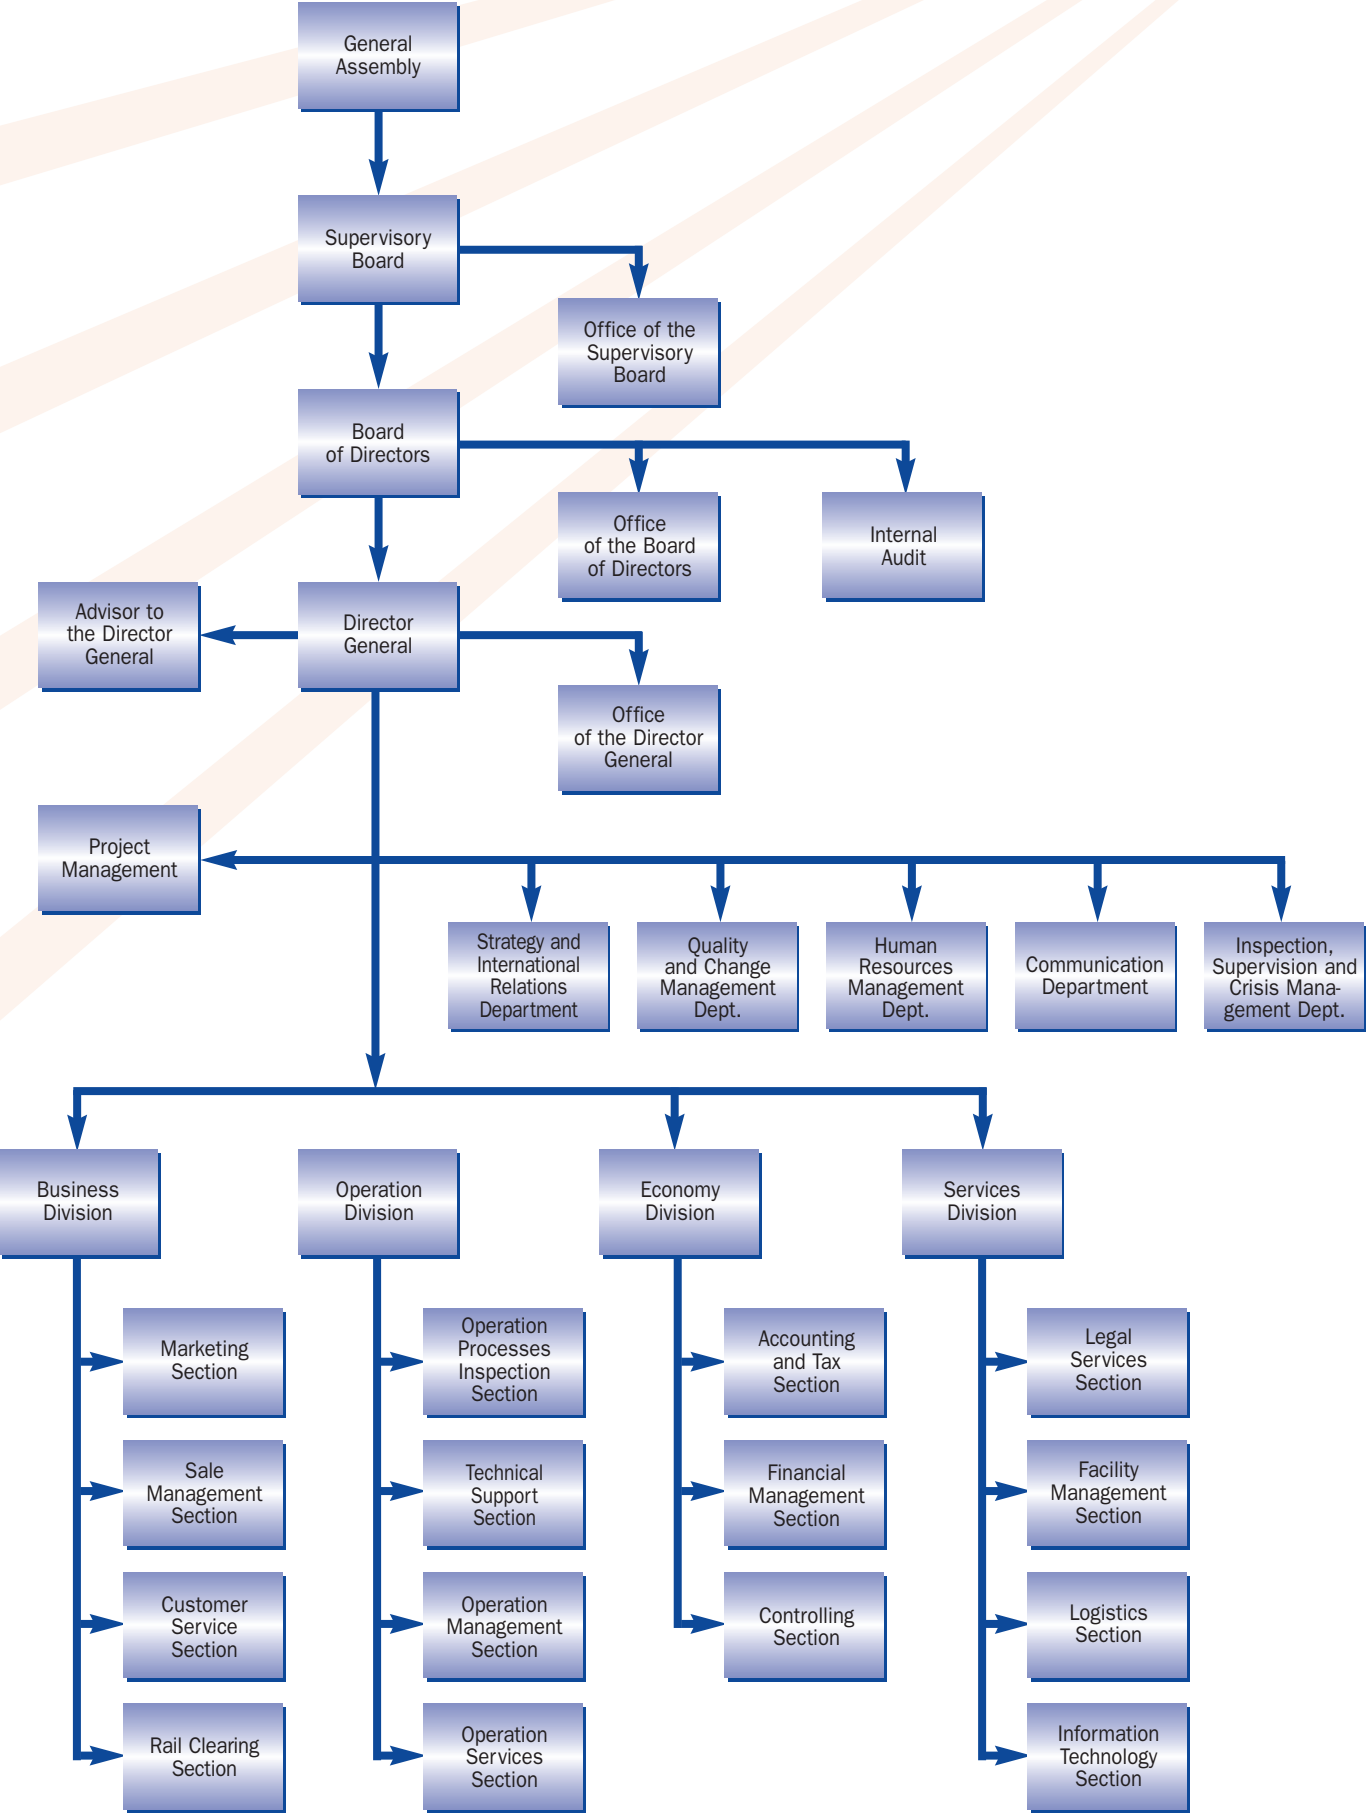 General
Assembly
Supervisory
Board
Office of the
Supervisory
Board
Board
of Directors
Office
of the Board
of Directors
Internal
Audit
Advisor to
the Director
General
Director
General
Office
of the Director
General
Project
Management
Strategy and
International
Relations
Department
Quality
and Change
Management
Dept.
Human
Resources
Management
Dept.
Communication
Department
Inspection,
Supervision and
Crisis Mana-
gement Dept.
Business
Division
Operation
Division
Economy
Division
Services
Division
Marketing
Section
Operation
Processes
Inspection
Section
Accounting
and Tax
Section
Legal
Services
Section
Sale
Management
Section
Technical
Support
Section
Financial
Management
Section
Facility
Management
Section
Customer
Service
Section
Operation
Management
Section
Controlling
Section
Logistics
Section
Rail Clearing
Section
Operation
Services
Section
Information
Technology
Section